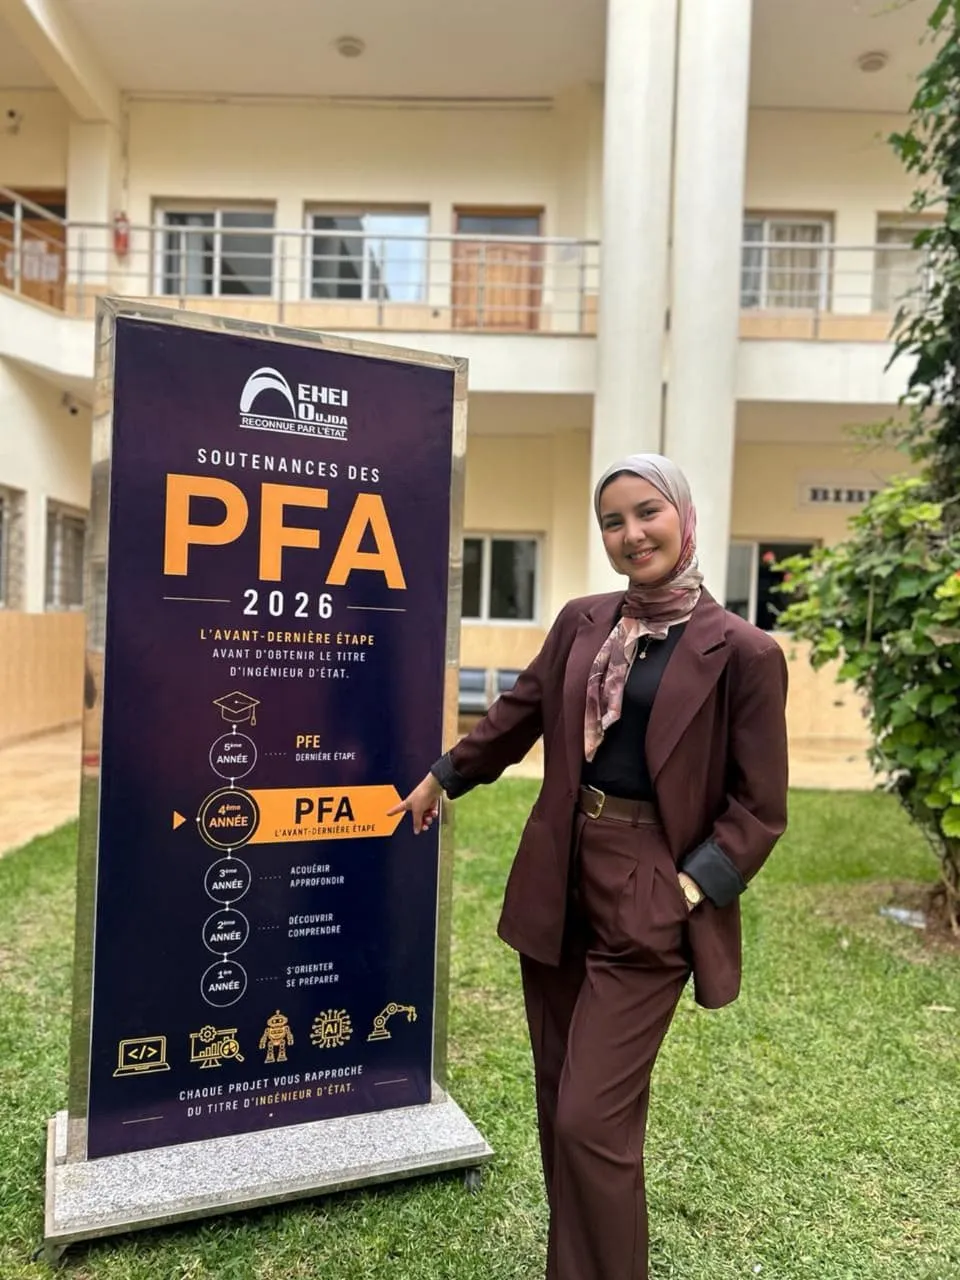 EHEI
OUJDA
RECONNUE PAR L'ÉTAT
SOUTENANCES DES
PFA
2026
L'AVANT-DERNIÈRE ÉTAPE
AVANT D'OBTENIR LE TITRE
D'INGÉNIEUR D'ÉTAT.
5ème
ANNÉE
PFE
DERNIÈRE ÉTAPE
4ème
ANNÉE
PFA
L'AVANT-DERNIÈRE ÉTAPE
3ème
ANNÉE
ACQUÉRIR
APPROFONDIR
2ème
ANNÉE
DÉCOUVRIR
COMPRENDRE
1ère
ANNÉE
S'ORIENTER
SE PRÉPARER
</>
AI
CHAQUE PROJET VOUS RAPPROCHE
DU TITRE D'INGÉNIEUR D'ÉTAT.